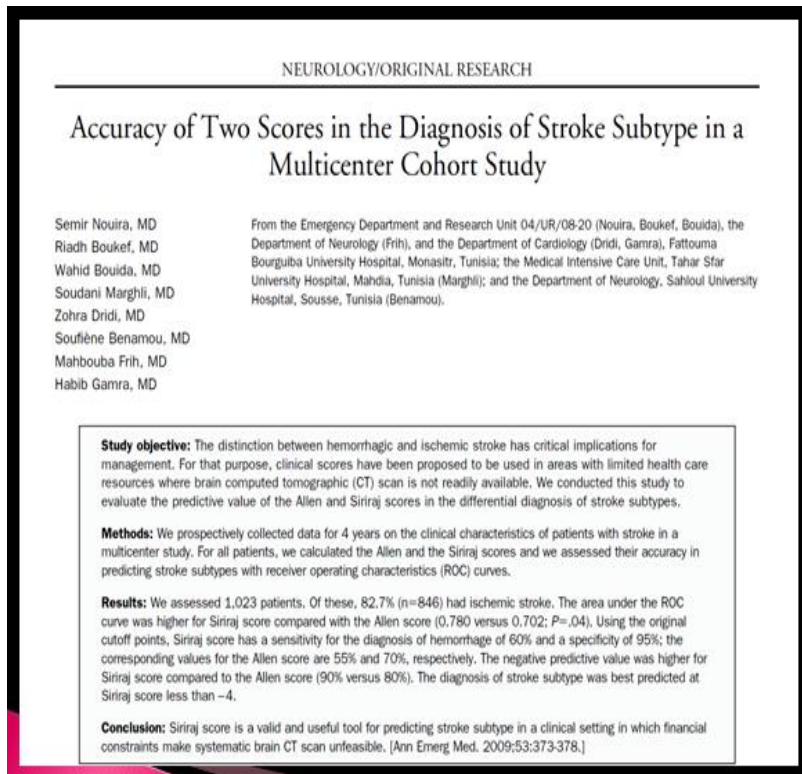 NEUROLOGY/ORIGINAL RESEARCH
Accuracy of Two Scores in the Diagnosis of Stroke Subtype in a
Multicenter Cohort Study
Semir Nouira, MD
Riadh Boukef, MD
Wahid Bouida, MD
Soudani Marghli, MD
Zohra Dridi, MD
Soufiène Benamou, MD
Mahbouba Frih, MD
Habib Gamra, MD
From the Emergency Department and Research Unit 04/UR/08-20 (Nouira, Boukef, Bouida), the
Department of Neurology (Frih), and the Department of Cardiology (Dridi, Gamra), Fattouma
Bourguiba University Hospital, Monasitr, Tunisia; the Medical Intensive Care Unit, Tahar Sfar
University Hospital, Mahdia, Tunisia (Marghli); and the Department of Neurology, Sahloul University
Hospital, Sousse, Tunisia (Benamou).
Study objective: The distinction between hemorrhagic and ischemic stroke has critical implications for
management. For that purpose, clinical scores have been proposed to be used in areas with limited health care
resources where brain computed tomographic (CT) scan is not readily available. We conducted this study to
evaluate the predictive value of the Allen and Siriraj scores in the differential diagnosis of stroke subtypes.
Methods: We prospectively collected data for 4 years on the clinical characteristics of patients with stroke in a
multicenter study. For all patients, we calculated the Allen and the Siriraj scores and we assessed their accuracy in
predicting stroke subtypes with receiver operating characteristics (ROC) curves.
Results: We assessed 1,023 patients. Of these, 82.7% (n=846) had ischemic stroke. The area under the ROC
curve was higher for Siriraj score compared with the Allen score (0.780 versus 0.702; P=.04). Using the original
cutoff points, Siriraj score has a sensitivity for the diagnosis of hemorrhage of 60% and a specificity of 95%; the
corresponding values for the Allen score are 55% and 70%, respectively. The negative predictive value was higher for
Siriraj score compared to the Allen score (90% versus 80%). The diagnosis of stroke subtype was best predicted at
Siriraj score less than −4.
Conclusion: Siriraj score is a valid and useful tool for predicting stroke subtype in a clinical setting in which financial
constraints make systematic brain CT scan unfeasible. [Ann Emerg Med. 2009;53:373-378.]